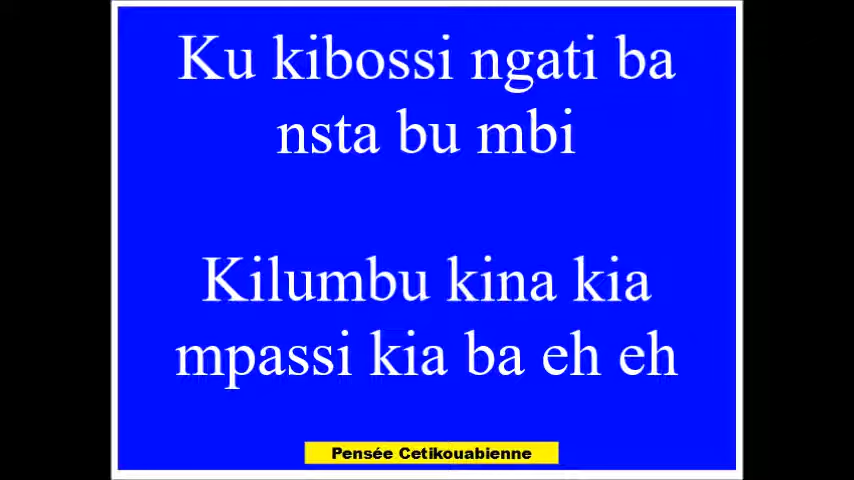 Ku kibossi ngati ba
nsta bu mbi
Kilumbu kina kia
mpassi kia ba eh eh
Pensée Cetikouabienne